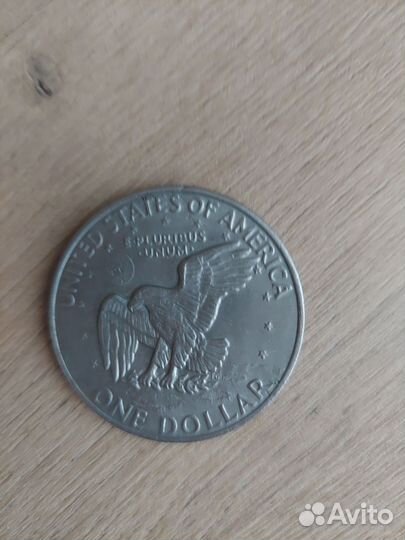 UNITED STATES OF AMERICA
E PLURIBUS
UNUM
ONE DOLLAR
Avito